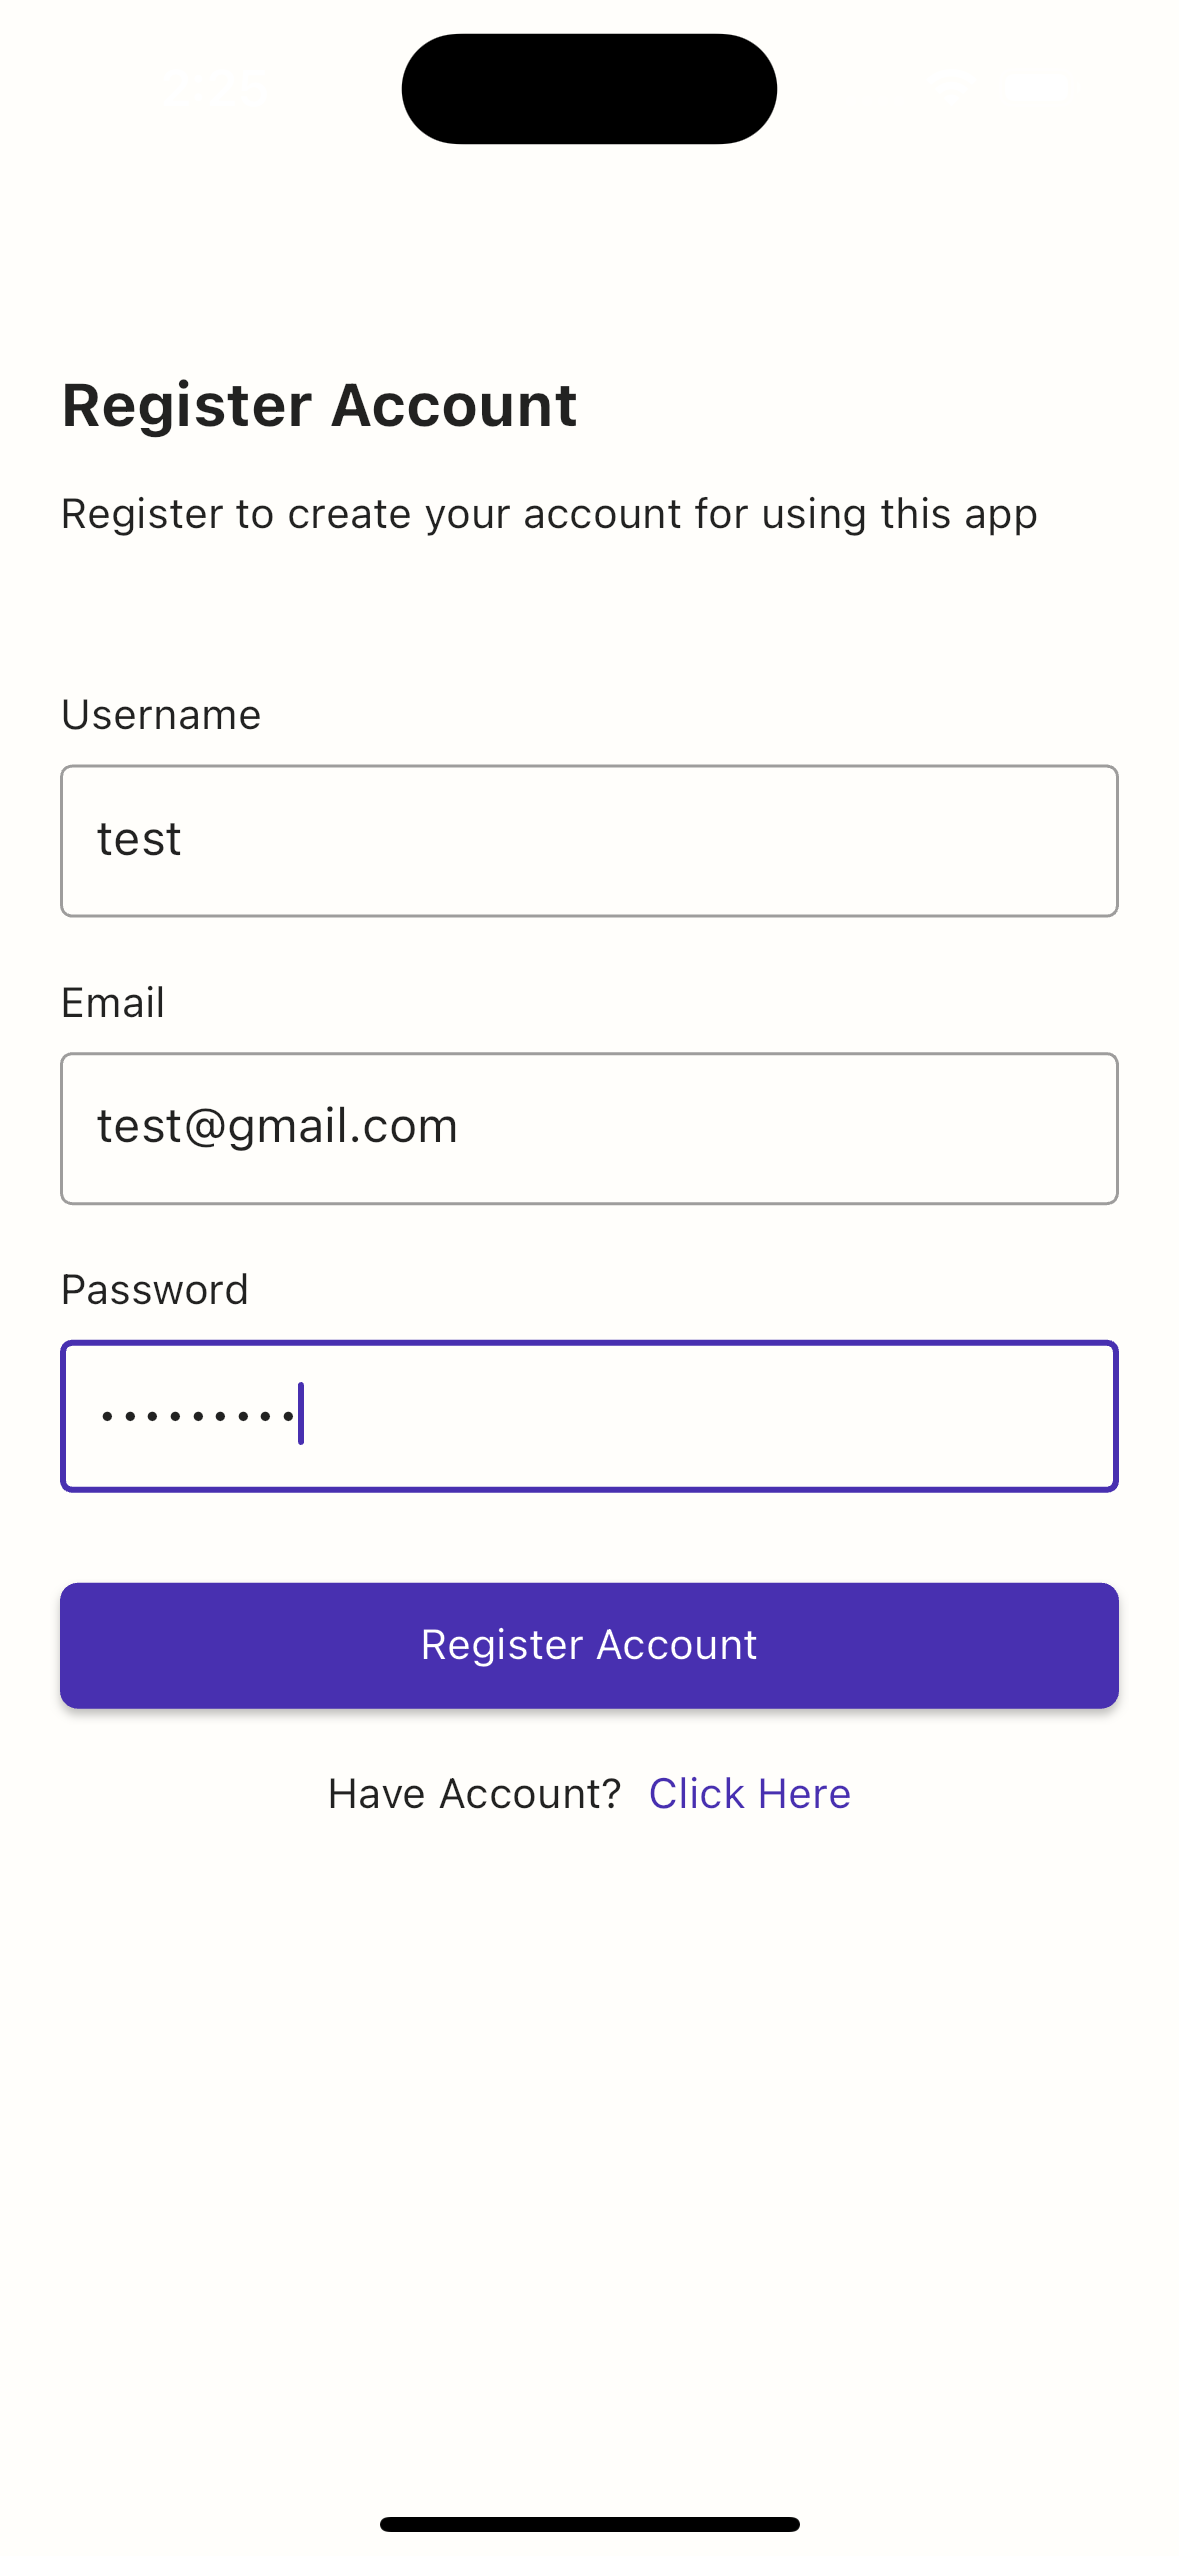 Register Account
Register to create your account for using this app
Username
test
Email
test@gmail.com
Password
•••••••••
Register Account
Have Account? Click Here